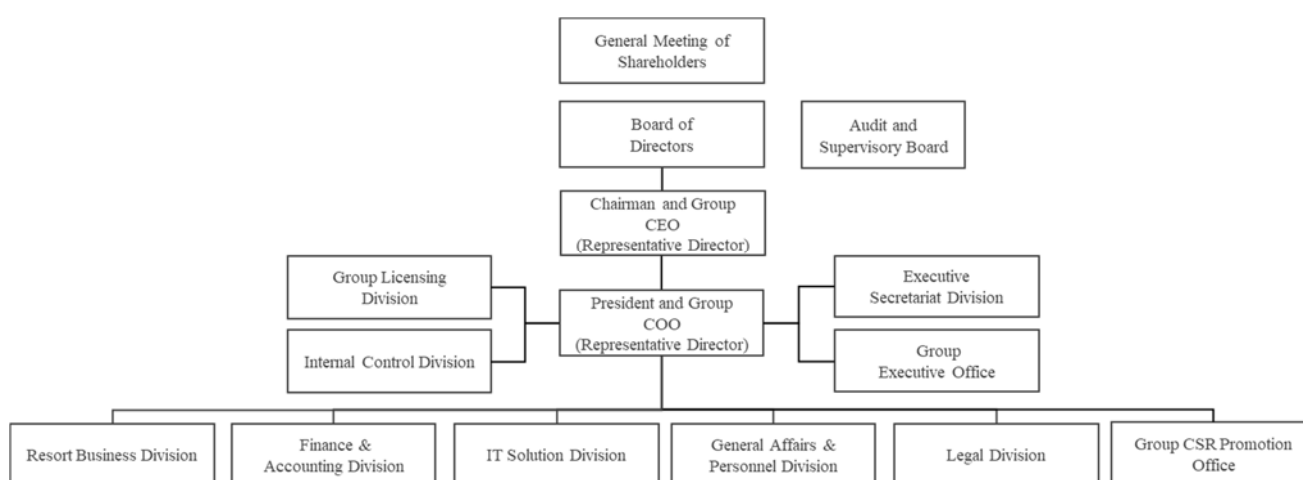 General Meeting of
Shareholders
Board of
Directors
Audit and
Supervisory Board
Chairman and Group
CEO
(Representative Director)
Group Licensing
Division
Executive
Secretariat Division
President and Group
COO
(Representative Director)
Internal Control Division
Group
Executive Office
Resort Business Division
Finance &
Accounting Division
IT Solution Division
General Affairs &
Personnel Division
Legal Division
Group CSR Promotion
Office